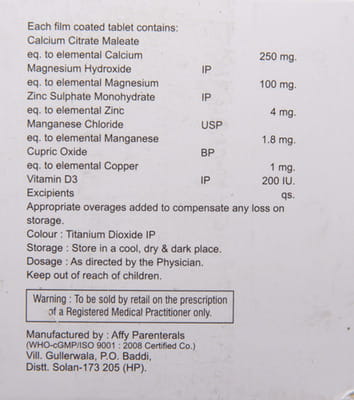 Each film coated tablet contains:
Calcium Citrate Maleate
eq. to elemental Calcium 250 mg.
Magnesium Hydroxide IP
eq. to elemental Magnesium 100 mg.
Zinc Sulphate Monohydrate IP
eq. to elemental Zinc 4 mg.
Manganese Chloride USP
eq. to elemental Manganese 1.8 mg.
Cupric Oxide BP
eq. to elemental Copper 1 mg.
Vitamin D3 IP 200 IU.
Excipients qs.
Appropriate overages added to compensate any loss on
storage.
Colour : Titanium Dioxide IP
Storage : Store in a cool, dry & dark place.
Dosage : As directed by the Physician.
Keep out of reach of children.
Warning : To be sold by retail on the prescription
of a Registered Medical Practitioner only.
Manufactured by : Affy Parenterals
(WHO-cGMP/ISO 9001 : 2008 Certified Co.)
Vill. Gullerwala, P.O. Baddi,
Distt. Solan-173 205 (HP).